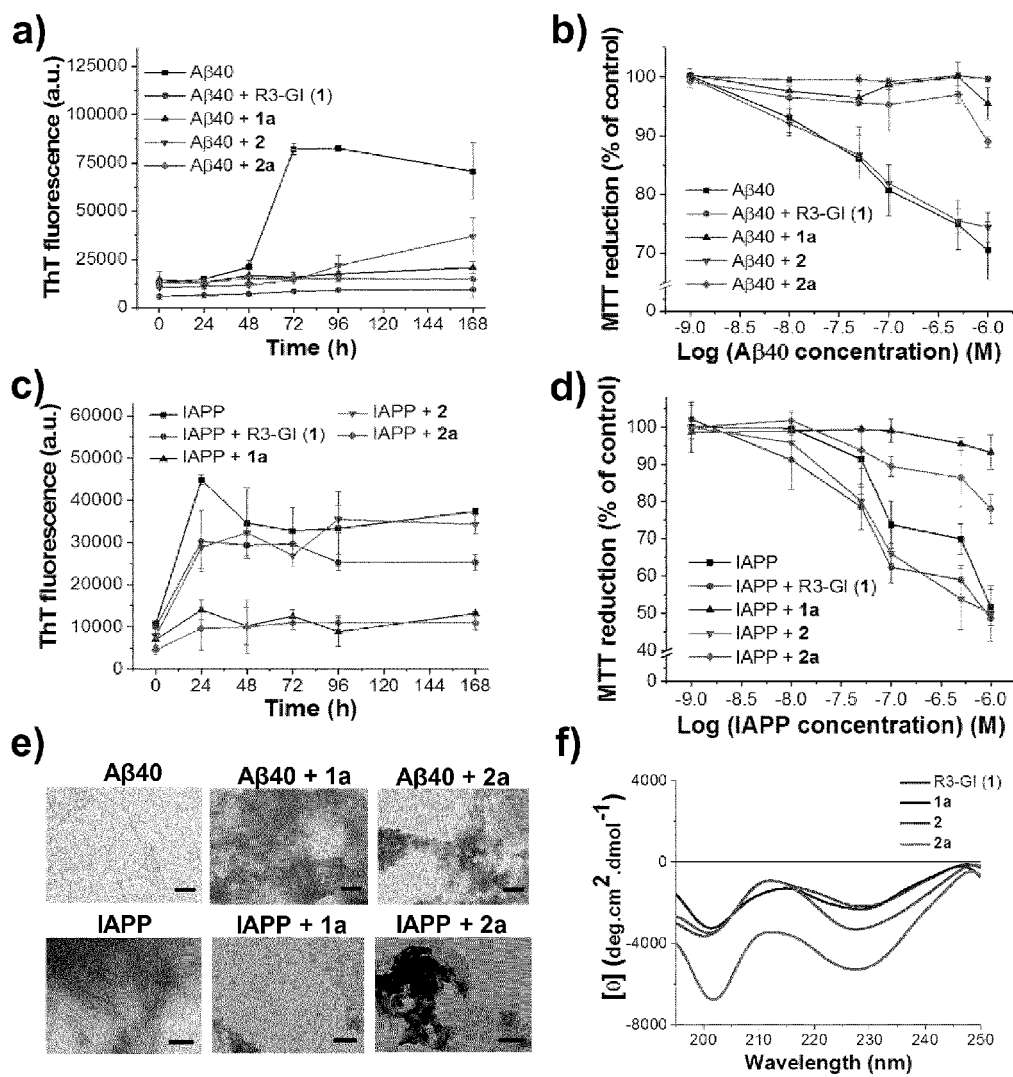 a)
ThT fluorescence (a.u.)
125000
100000
75000
50000
25000
0
Aβ40
Aβ40 + R3-GI (1)
Aβ40 + 1a
Aβ40 + 2
Aβ40 + 2a
0 24 48 72 96 120 144 168
Time (h)
b)
MTT reduction (% of control)
100
90
80
70
0
Aβ40
Aβ40 + R3-GI (1)
Aβ40 + 1a
Aβ40 + 2
Aβ40 + 2a
-9.0 -8.5 -8.0 -7.5 -7.0 -6.5 -6.0
Log (Aβ40 concentration) (M)
c)
ThT fluorescence (a.u.)
60000
50000
40000
30000
20000
10000
0
IAPP
IAPP + R3-GI (1)
IAPP + 1a
IAPP + 2
IAPP + 2a
0 24 48 72 96 120 144 168
Time (h)
d)
MTT reduction (% of control)
100
90
80
70
60
50
40
0
IAPP
IAPP + R3-GI (1)
IAPP + 1a
IAPP + 2
IAPP + 2a
-9.0 -8.5 -8.0 -7.5 -7.0 -6.5 -6.0
Log (IAPP concentration) (M)
e)
Aβ40
Aβ40 + 1a
Aβ40 + 2a
IAPP
IAPP + 1a
IAPP + 2a
f)
[θ] (deg.cm².dmol⁻¹)
4000
0
-4000
-8000
R3-GI (1)
1a
2
2a
200 210 220 230 240 250
Wavelength (nm)